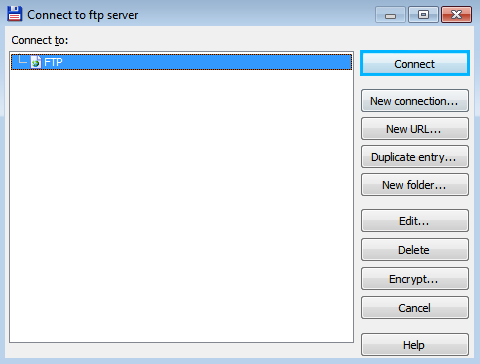 Connect to ftp server
Connect to:
FTP
Connect
New connection...
New URL...
Duplicate entry...
New folder...
Edit...
Delete
Encrypt...
Cancel
Help